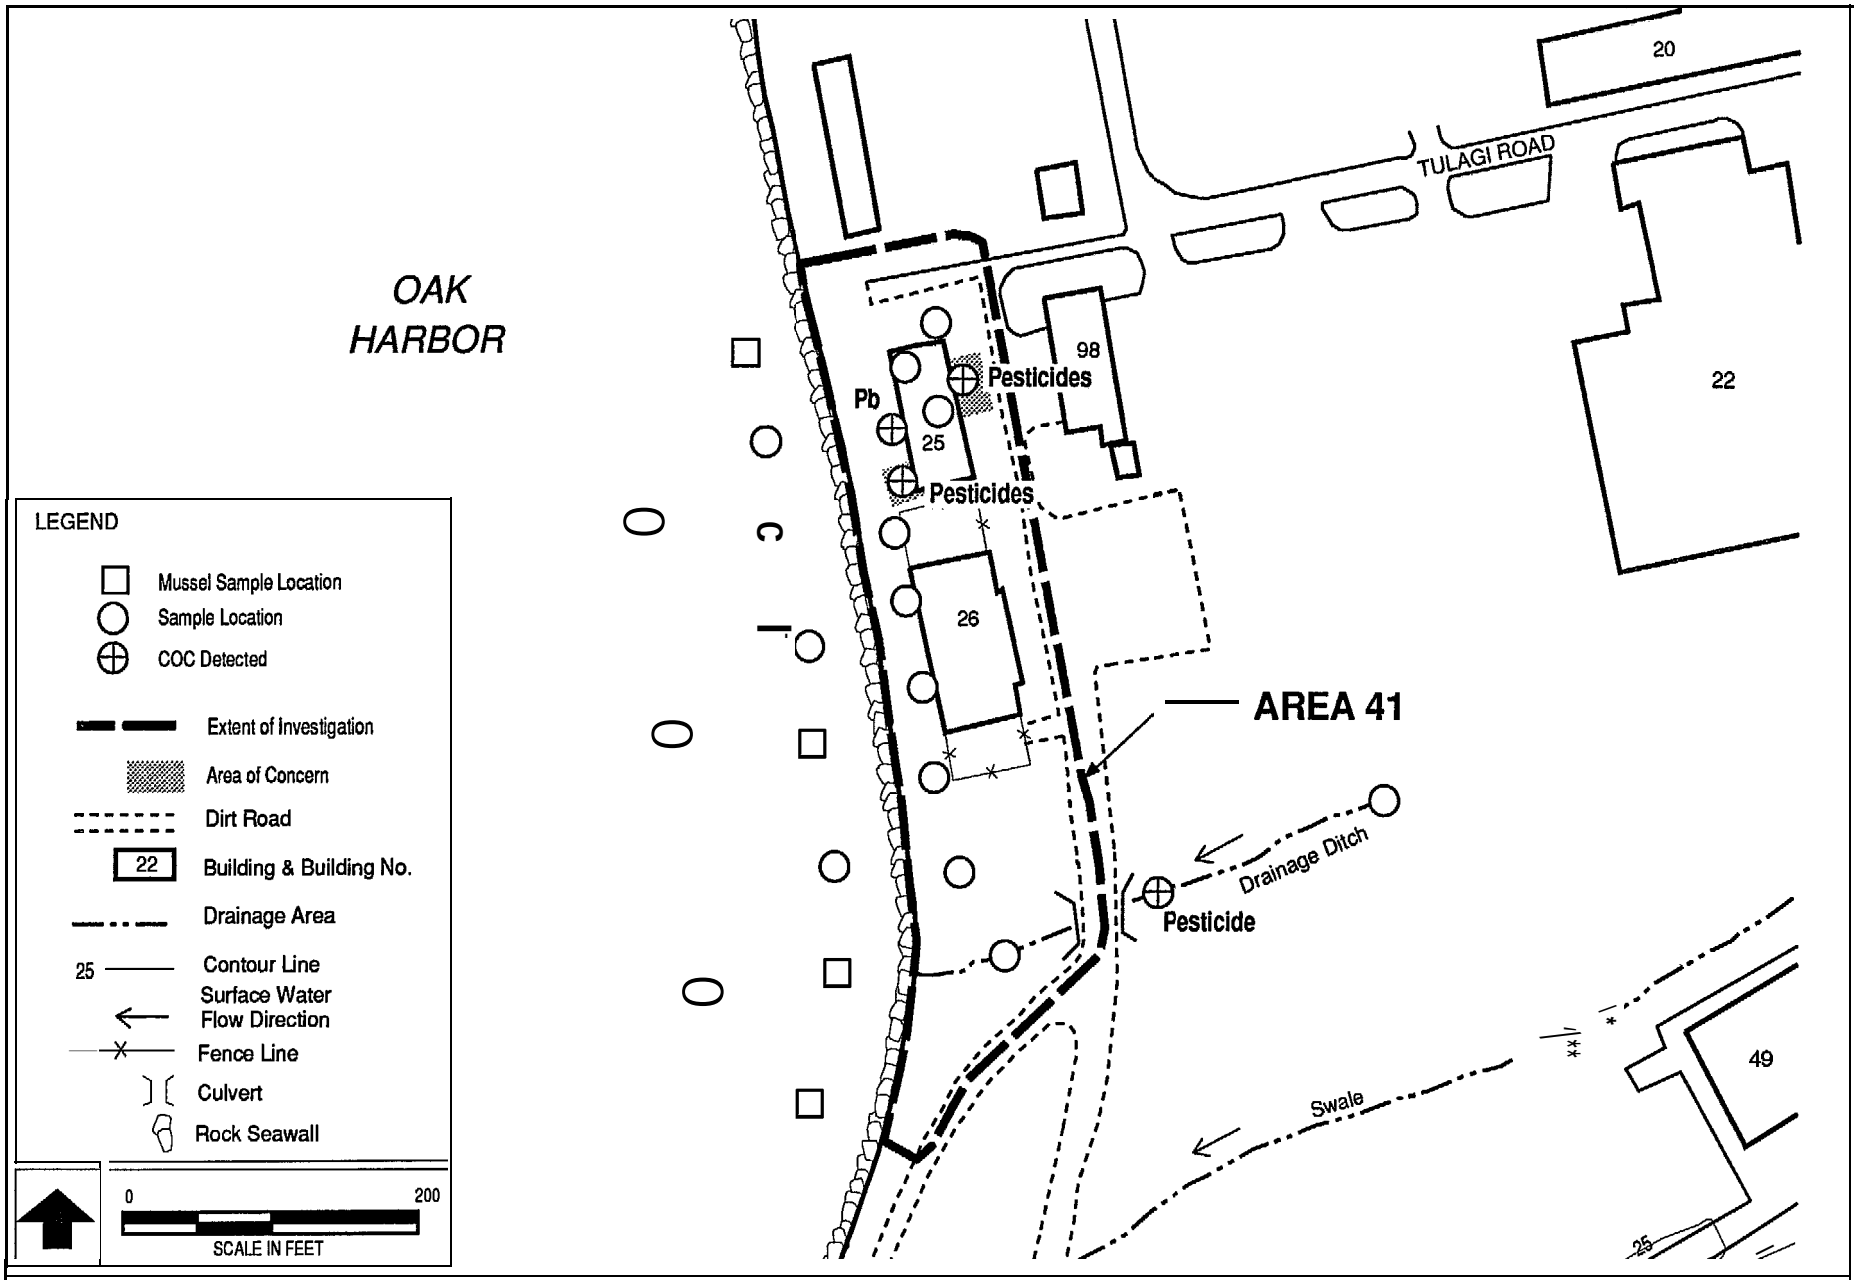 20
TULAGI ROAD
OAK
HARBOR
98
22
Pesticides
Pb
25
Pesticides
LEGEND
Mussel Sample Location
Sample Location
COC Detected
Extent of Investigation
Area of Concern
Dirt Road
22
Building & Building No.
Drainage Area
25
Contour Line
Surface Water
Flow Direction
Fence Line
Culvert
Rock Seawall
0
200
SCALE IN FEET
26
AREA 41
Drainage Ditch
Pesticide
Swale
49
25